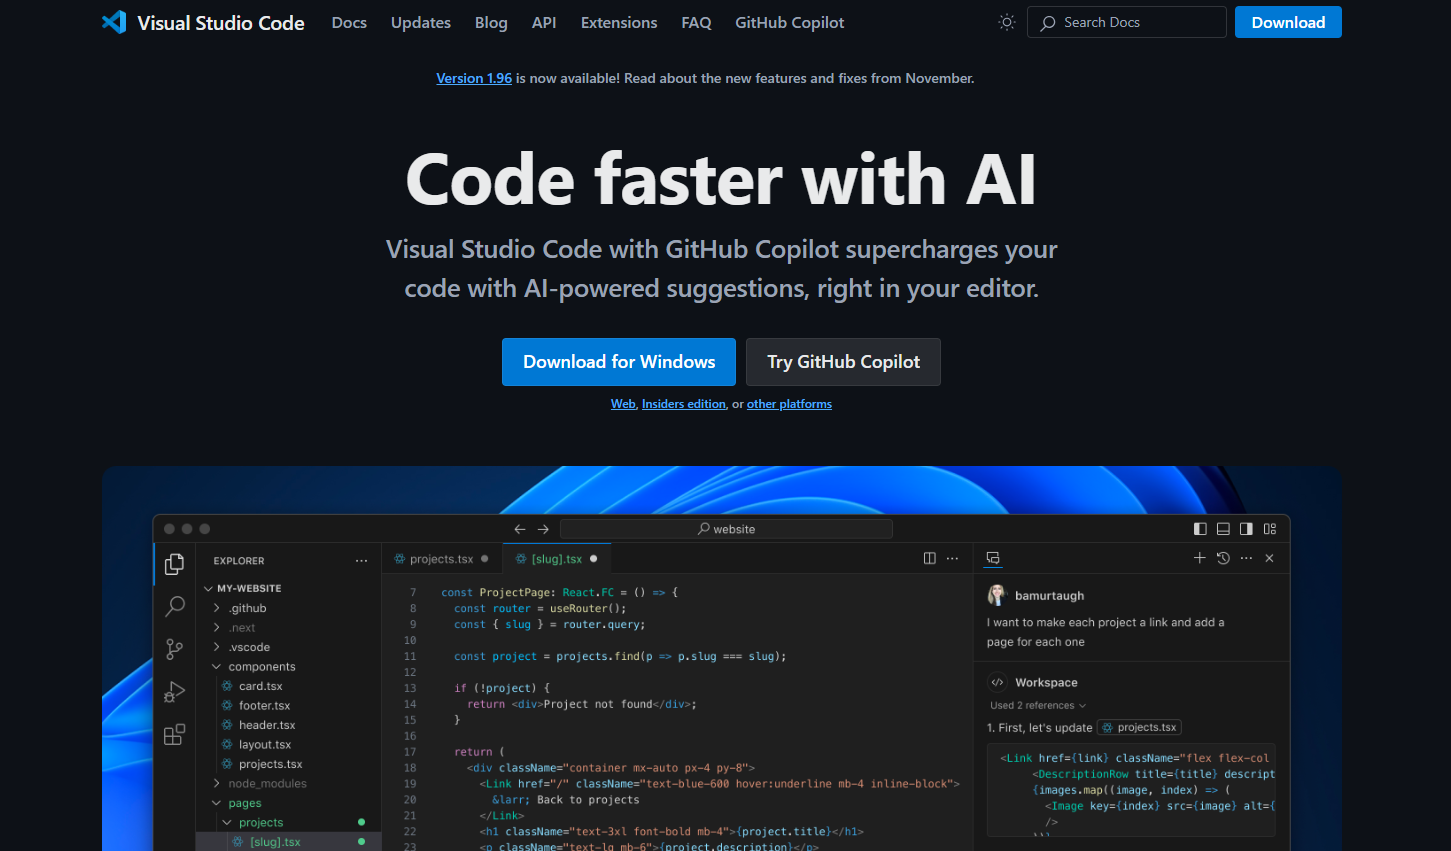 Visual Studio Code Docs Updates Blog API Extensions FAQ GitHub Copilot Search Docs Download
Version 1.96 is now available! Read about the new features and fixes from November.
Code faster with AI
Visual Studio Code with GitHub Copilot supercharges your
code with AI-powered suggestions, right in your editor.
Download for Windows Try GitHub Copilot
Web, Insiders edition, or other platforms
website
EXPLORER
MY-WEBSITE
.github
.next
.vscode
components
card.tsx
footer.tsx
header.tsx
layout.tsx
projects.tsx
node_modules
pages
projects
[slug].tsx
projects.tsx [slug].tsx
7 const ProjectPage: React.FC = () => {
8 const router = useRouter();
9 const { slug } = router.query;
10
11 const project = projects.find(p => p.slug === slug);
12
13 if (!project) {
14 return <div>Project not found</div>;
15 }
16
17 return (
18 <div className="container mx-auto px-4 py-8">
19 <Link href="/" className="text-blue-600 hover:underline mb-4 inline-block">
20 &larr; Back to projects
21 </Link>
22 <h1 className="text-3xl font-bold mb-4">{project.title}</h1>
23 <p className="text-lg mb-6">{project.description}</p>
bamurtaugh
I want to make each project a link and add a
page for each one
Workspace
Used 2 references
1. First, let's update projects.tsx
<Link href={link} className="flex flex-col
<DescriptionRow title={title} descript
{images.map((image, index) => (
<Image key={index} src={image} alt={
/>
))}